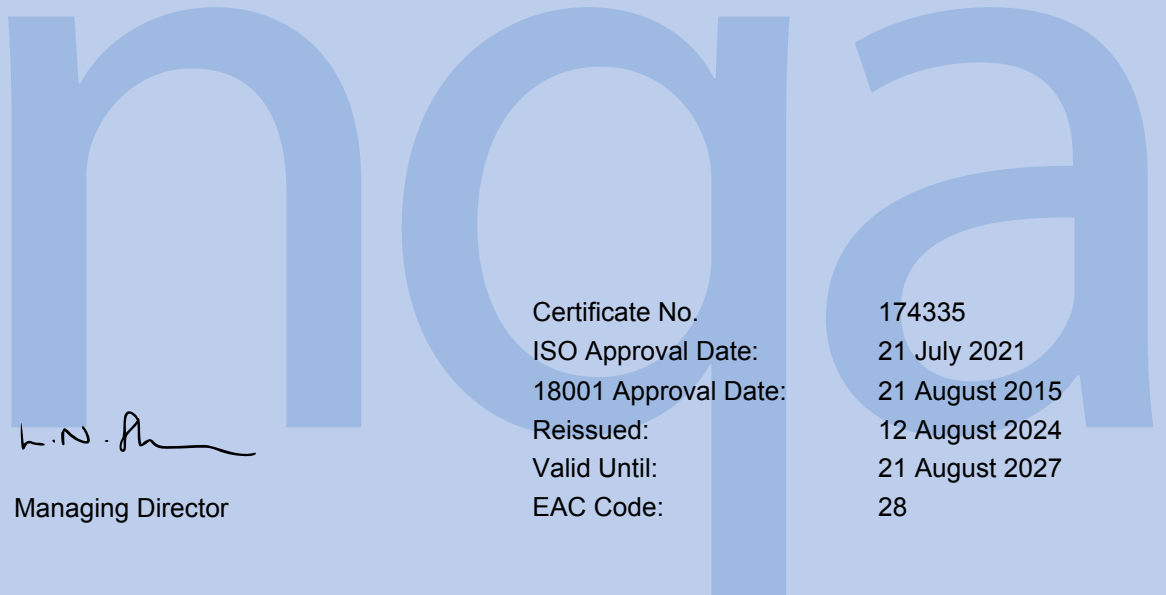 nqa
Certificate No. 174335
ISO Approval Date: 21 July 2021
18001 Approval Date: 21 August 2015
Reissued: 12 August 2024
Valid Until: 21 August 2027
EAC Code: 28
L.N.
Managing Director